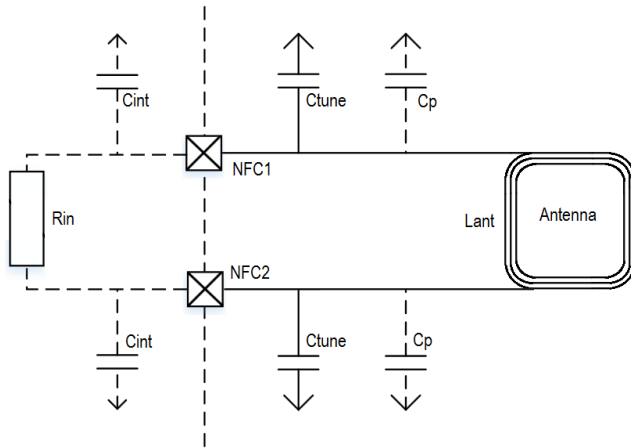 Cint
Ctune
Cp
NFC1
Rin
Lant
Antenna
NFC2
Cint
Ctune
Cp